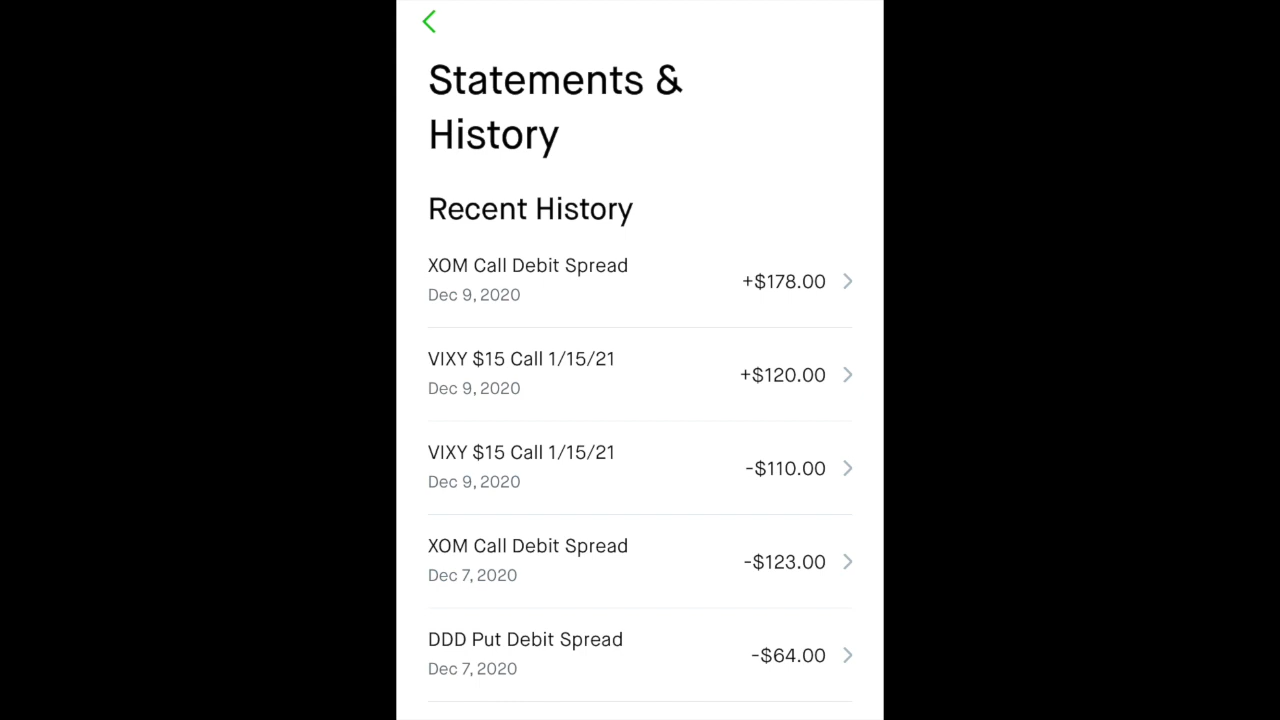 Statements &
History
Recent History
XOM Call Debit Spread
+$178.00
Dec 9, 2020
VIXY $15 Call 1/15/21
+$120.00
Dec 9, 2020
VIXY $15 Call 1/15/21
-$110.00
Dec 9, 2020
XOM Call Debit Spread
-$123.00
Dec 7, 2020
DDD Put Debit Spread
-$64.00
Dec 7, 2020